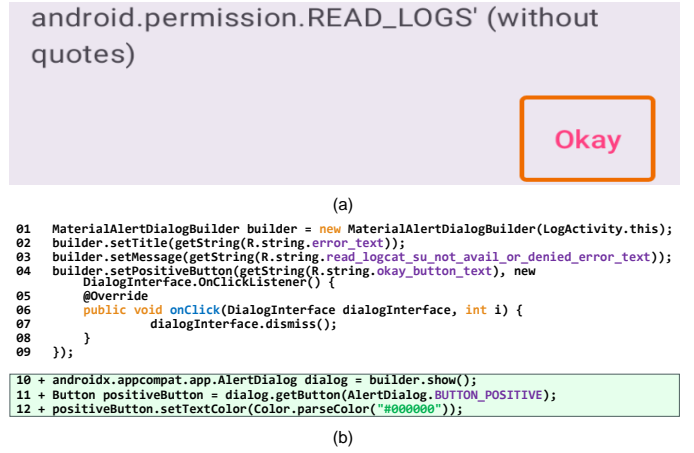 android.permission.READ_LOGS' (without
quotes)
Okay
(a)
01 MaterialAlertDialogBuilder builder = new MaterialAlertDialogBuilder(LogActivity.this);
02 builder.setTitle(getString(R.string.error_text));
03 builder.setMessage(getString(R.string.read_logcat_su_not_avail_or_denied_error_text));
04 builder.setPositiveButton(getString(R.string.okay_button_text), new
DialogInterface.OnClickListener() {
05 @Override
06 public void onClick(DialogInterface dialogInterface, int i) {
07 dialogInterface.dismiss();
08 }
09 });
10 + androidx.appcompat.app.AlertDialog dialog = builder.show();
11 + Button positiveButton = dialog.getButton(AlertDialog.BUTTON_POSITIVE);
12 + positiveButton.setTextColor(Color.parseColor("#000000"));
(b)